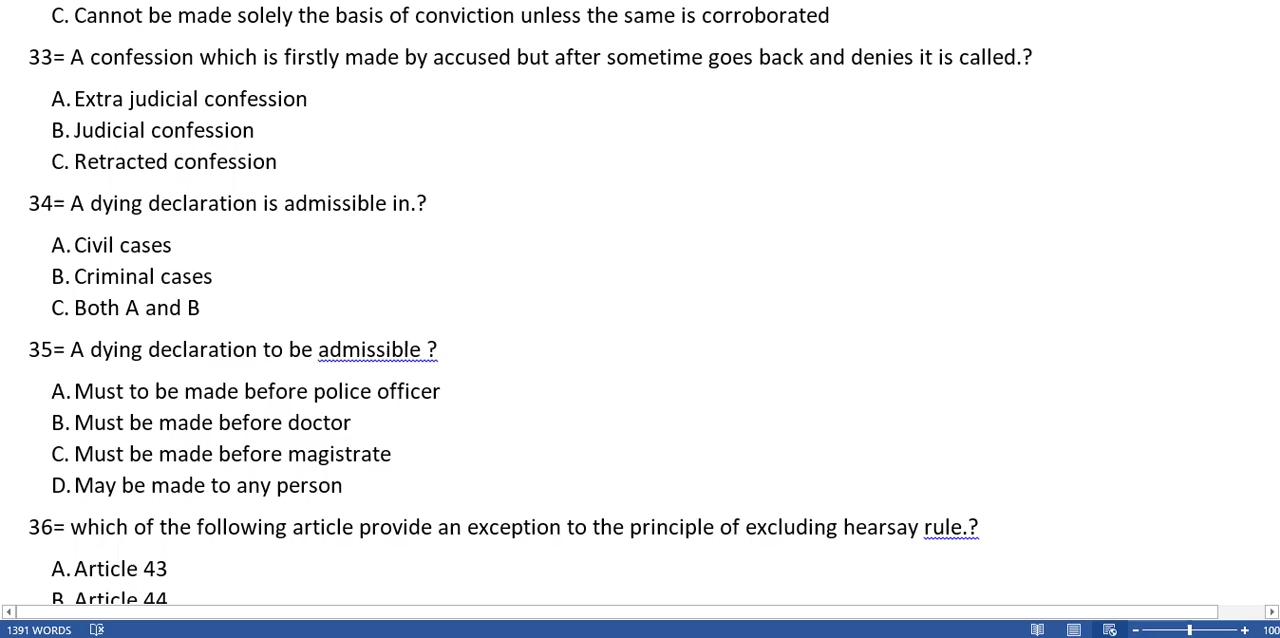 C. Cannot be made solely the basis of conviction unless the same is corroborated
33= A confession which is firstly made by accused but after sometime goes back and denies it is called.?
A. Extra judicial confession
B. Judicial confession
C. Retracted confession
34= A dying declaration is admissible in.?
A. Civil cases
B. Criminal cases
C. Both A and B
35= A dying declaration to be admissible ?
A. Must to be made before police officer
B. Must be made before doctor
C. Must be made before magistrate
D. May be made to any person
36= which of the following article provide an exception to the principle of excluding hearsay rule.?
A. Article 43
B. Article 44
1391 WORDS
100